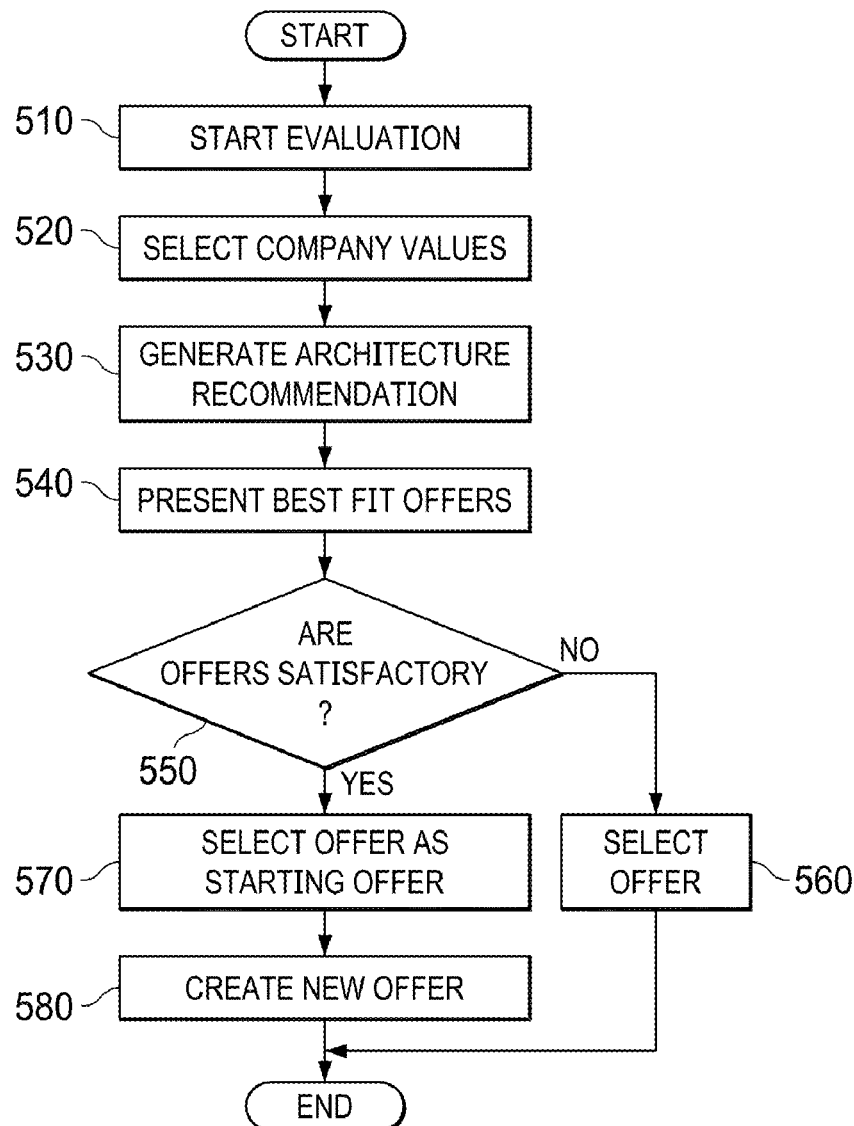 START
510
START EVALUATION
520
SELECT COMPANY VALUES
530
GENERATE ARCHITECTURE
RECOMMENDATION
540
PRESENT BEST FIT OFFERS
ARE
OFFERS SATISFACTORY
?
NO
550
YES
570
SELECT OFFER AS
STARTING OFFER
SELECT
OFFER
560
580
CREATE NEW OFFER
END